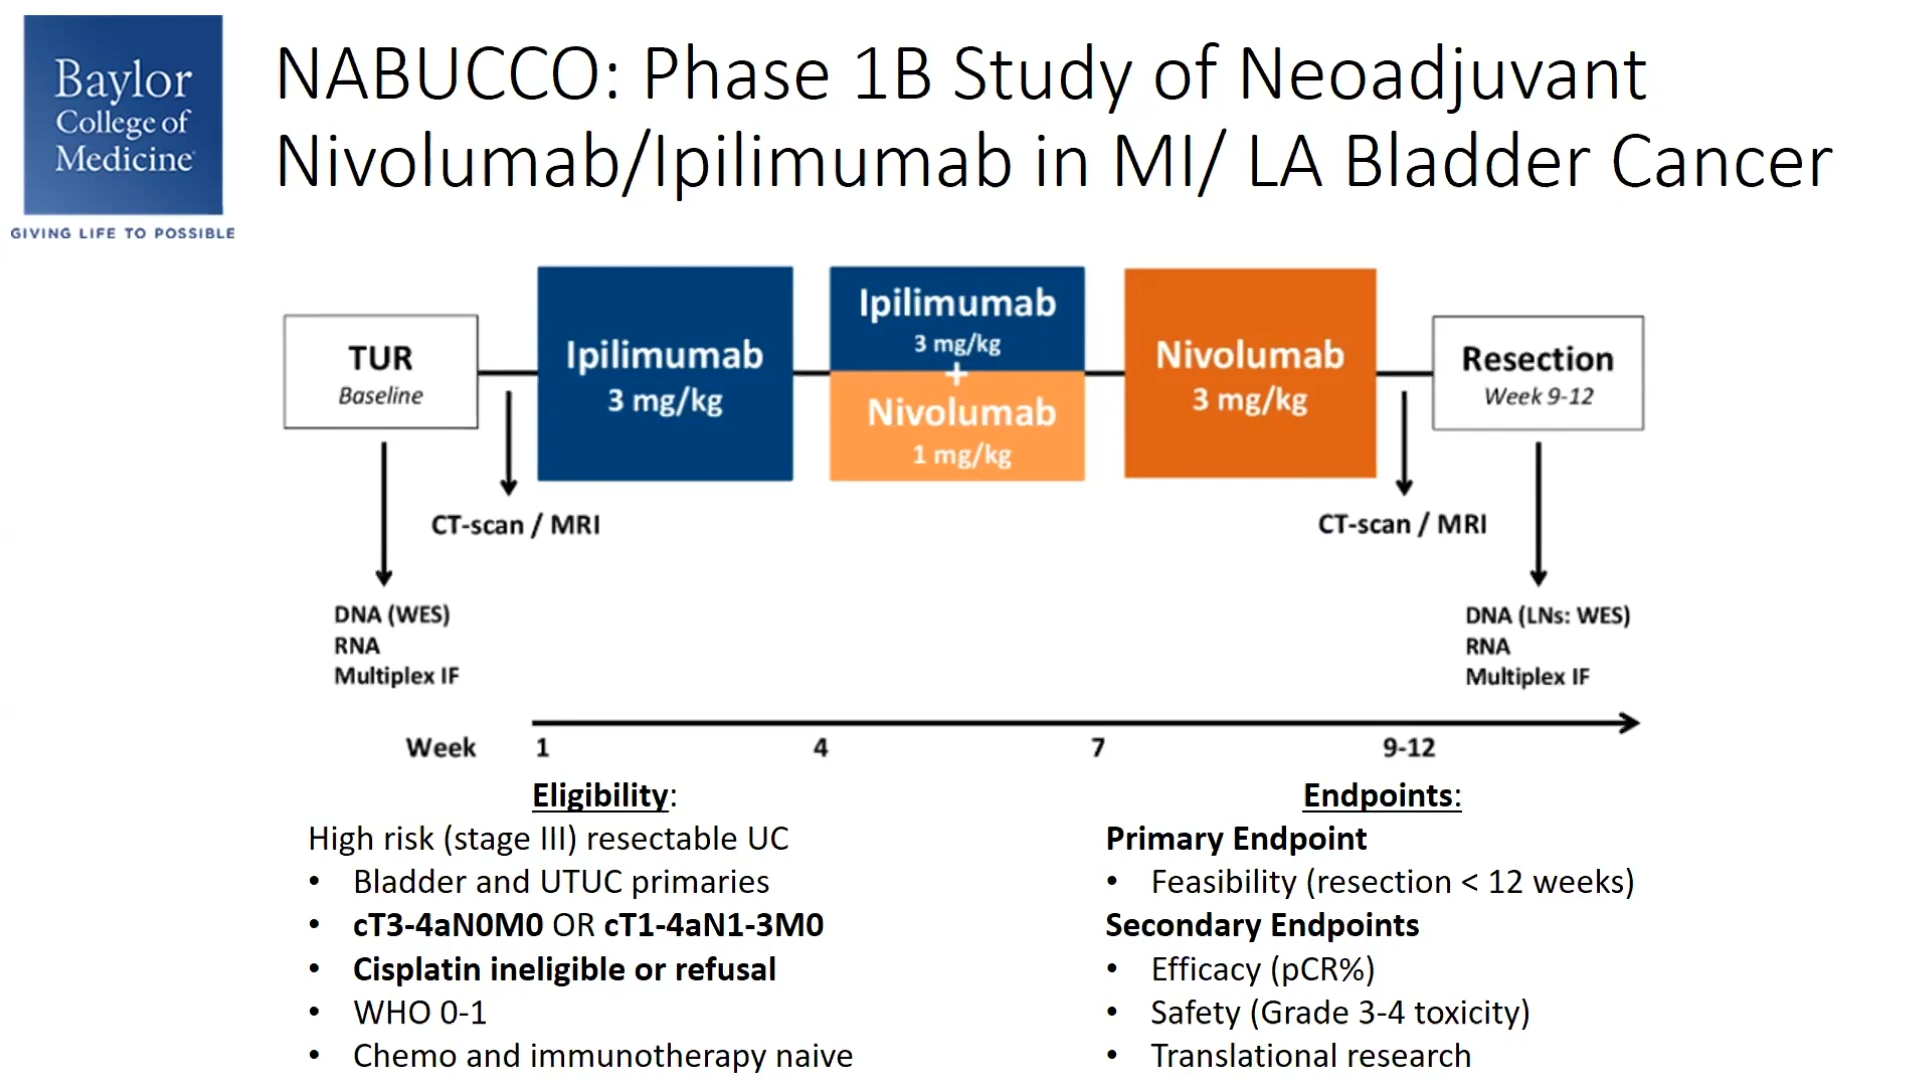 Baylor
College of
Medicine
GIVING LIFE TO POSSIBLE
NABUCCO: Phase 1B Study of Neoadjuvant
Nivolumab/Ipilimumab in MI/ LA Bladder Cancer
TUR
Baseline
Ipilimumab
3 mg/kg
Ipilimumab
3 mg/kg
+
Nivolumab
1 mg/kg
Nivolumab
3 mg/kg
Resection
Week 9-12
CT-scan / MRI
CT-scan / MRI
DNA (WES)
RNA
Multiplex IF
DNA (LNs: WES)
RNA
Multiplex IF
Week 1 4 7 9-12
Eligibility:
High risk (stage III) resectable UC
• Bladder and UTUC primaries
• cT3-4aN0M0 OR cT1-4aN1-3M0
• Cisplatin ineligible or refusal
• WHO 0-1
• Chemo and immunotherapy naive
Endpoints:
Primary Endpoint
• Feasibility (resection < 12 weeks)
Secondary Endpoints
• Efficacy (pCR%)
• Safety (Grade 3-4 toxicity)
• Translational research